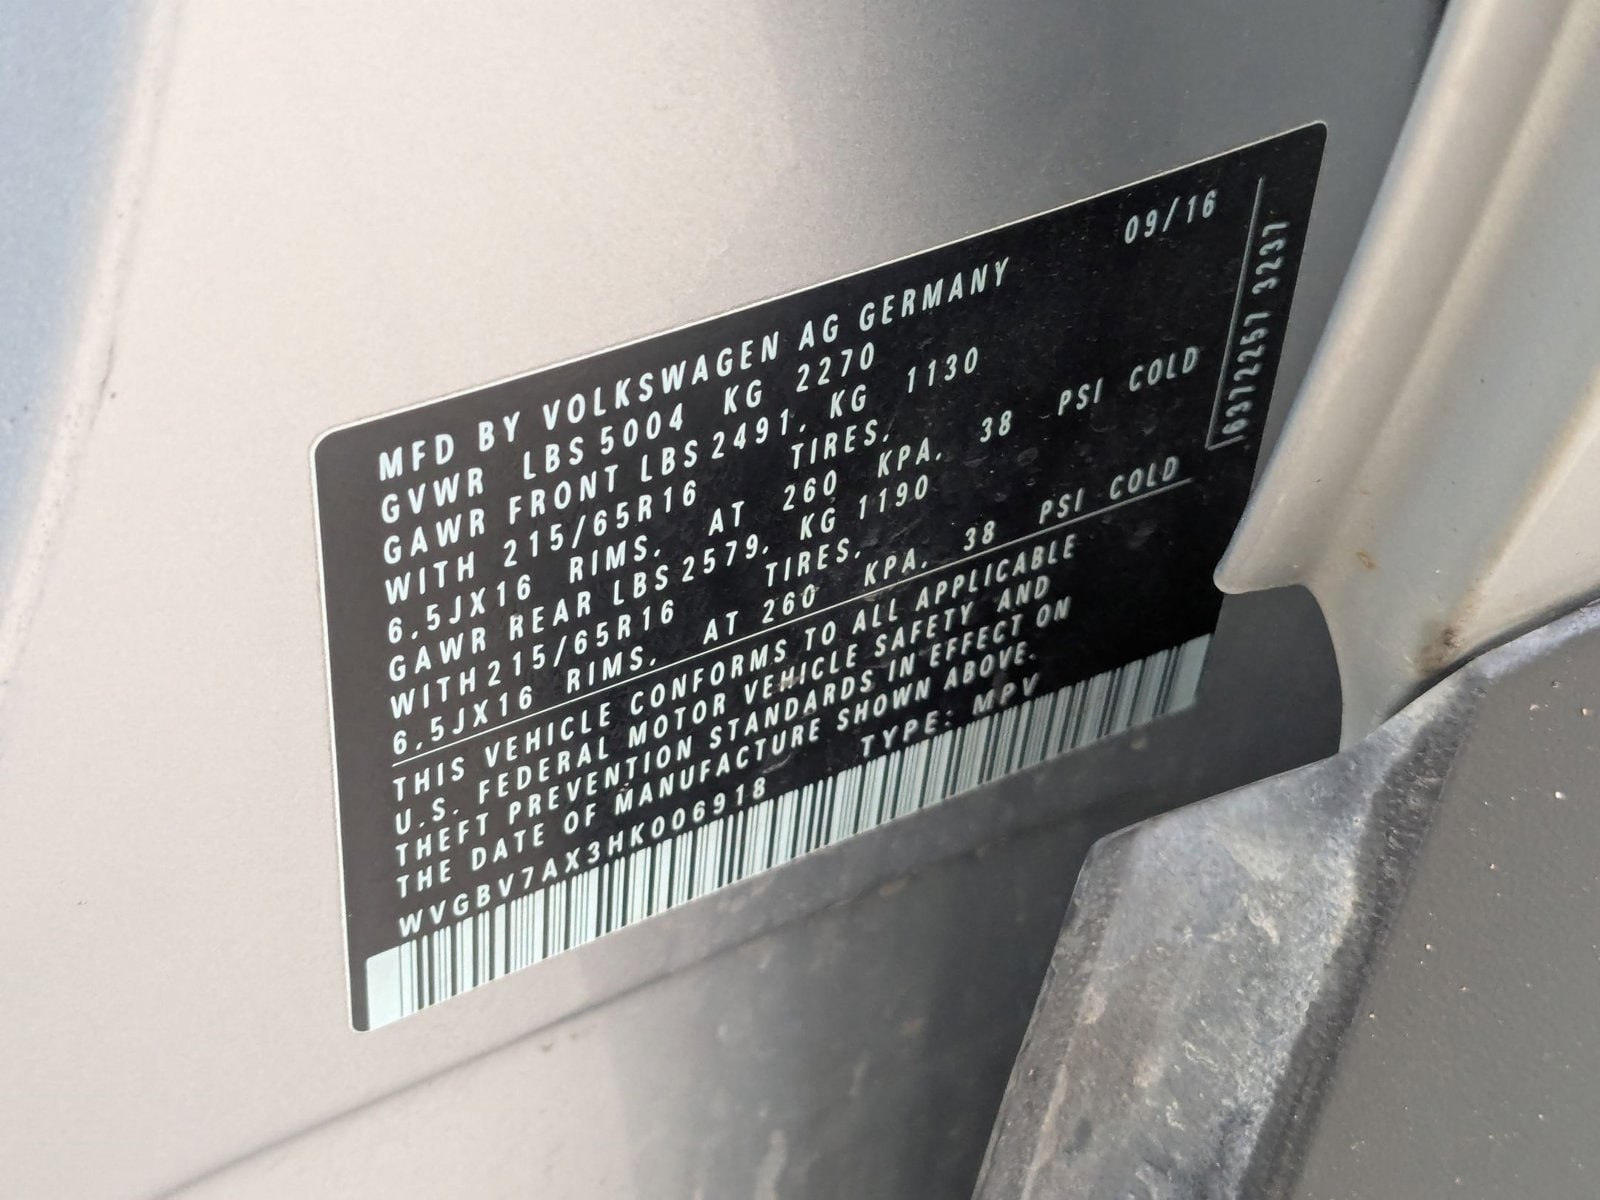 09/16
MFD BY VOLKSWAGEN AG GERMANY
GVWR LBS 5004 KG 2270
GAWR FRONT LBS 2491, KG 1130
WITH 215/65R16 TIRES,
6.5JX16 RIMS, AT 260 KPA, 38 PSI COLD
GAWR REAR LBS 2579, KG 1190
WITH 215/65R16 TIRES,
6.5JX16 RIMS, AT 260 KPA, 38 PSI COLD
THIS VEHICLE CONFORMS TO ALL APPLICABLE
U.S. FEDERAL MOTOR VEHICLE SAFETY AND
THEFT PREVENTION STANDARDS IN EFFECT ON
THE DATE OF MANUFACTURE SHOWN ABOVE.
WVGBV7AX3HK006918 TYPE: MPV
16372257 3237